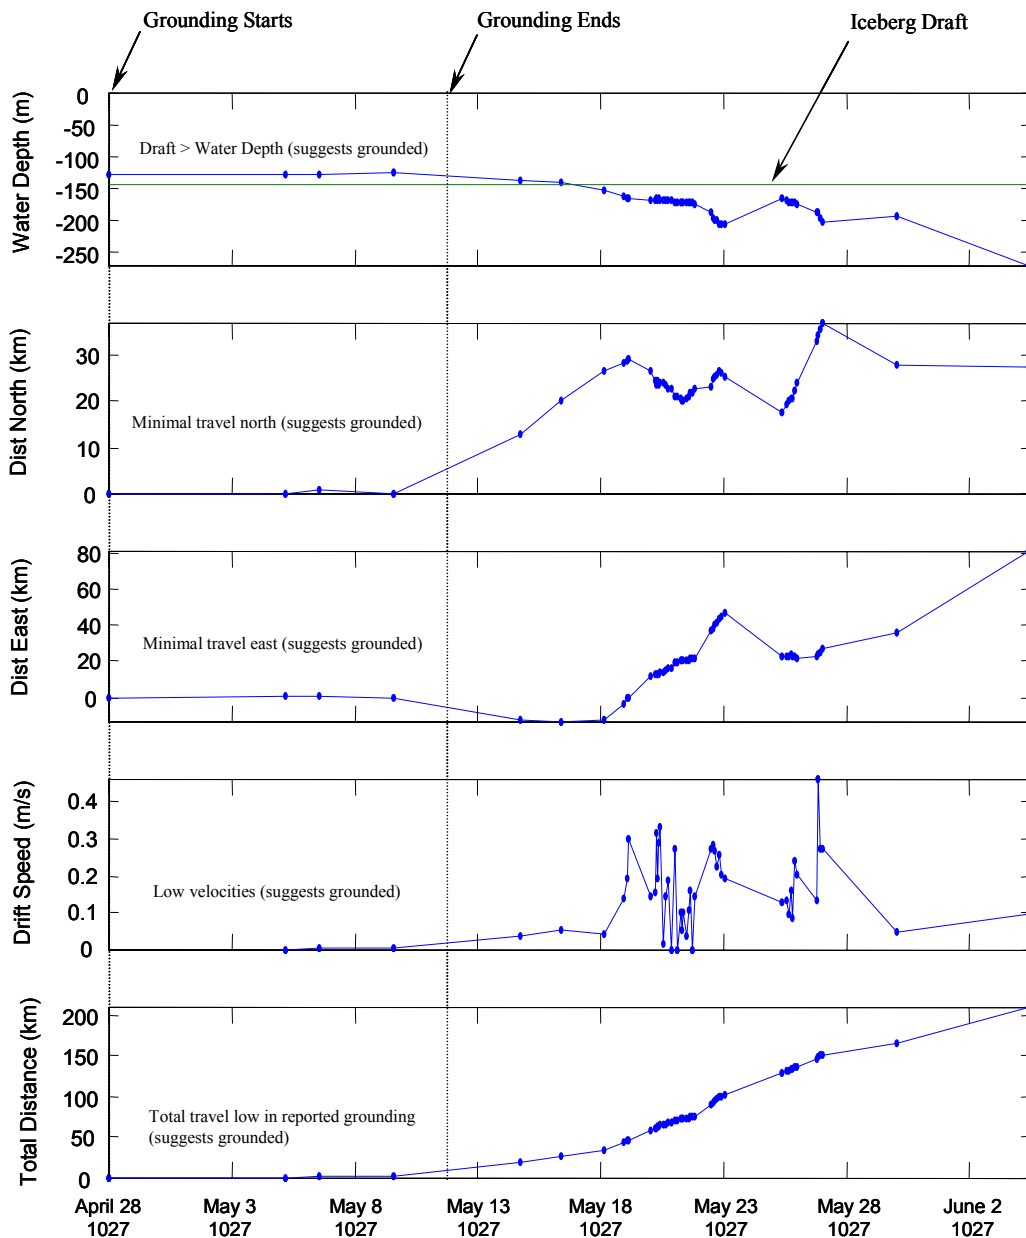 Grounding Starts
Grounding Ends
Iceberg Draft
Water Depth (m)
0
-50
-100
-150
-200
-250
Draft > Water Depth (suggests grounded)
Dist North (km)
30
20
10
0
Minimal travel north (suggests grounded)
Dist East (km)
80
60
40
20
0
Minimal travel east (suggests grounded)
Drift Speed (m/s)
0.4
0.3
0.2
0.1
0
Low velocities (suggests grounded)
Total Distance (km)
200
150
100
50
0
Total travel low in reported grounding
(suggests grounded)
April 28 May 3 May 8 May 13 May 18 May 23 May 28 June 2
1027 1027 1027 1027 1027 1027 1027 1027